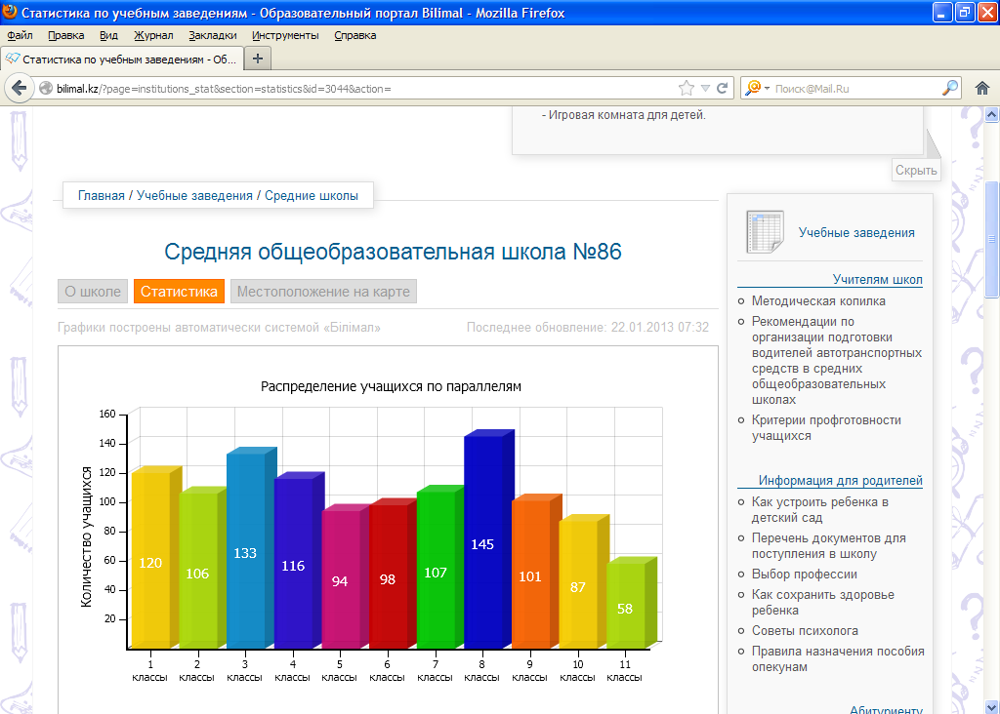 Статистика по учебным заведениям - Образовательный портал Bilimal - Mozilla Firefox
Файл Правка Вид Журнал Закладки Инструменты Справка
Статистика по учебным заведениям - Об...
bilimal.kz/?page=institutions_stat&section=statistics&id=3044&action=
Поиск@Mail.Ru
- Игровая комната для детей.
Скрыть
Главная / Учебные заведения / Средние школы
Средняя общеобразовательная школа №86
О школе Статистика Местоположение на карте
Графики построены автоматически системой «Білімал» Последнее обновление: 22.01.2013 07:32
Распределение учащихся по параллелям
Количество учащихся
160
140
120
100
80
60
40
20
120 106 133 116 94 98 107 145 101 87 58
1 2 3 4 5 6 7 8 9 10 11
классы классы классы классы классы классы классы классы классы классы классы
Учебные заведения
Учителям школ
Методическая копилка
Рекомендации по
организации подготовки
водителей автотранспортных
средств в средних
общеобразовательных
школах
Критерии профготовности
учащихся
Информация для родителей
Как устроить ребенка в
детский сад
Перечень документов для
поступления в школу
Выбор профессии
Как сохранить здоровье
ребенка
Советы психолога
Правила назначения пособия
опекунам
Абитуриенту